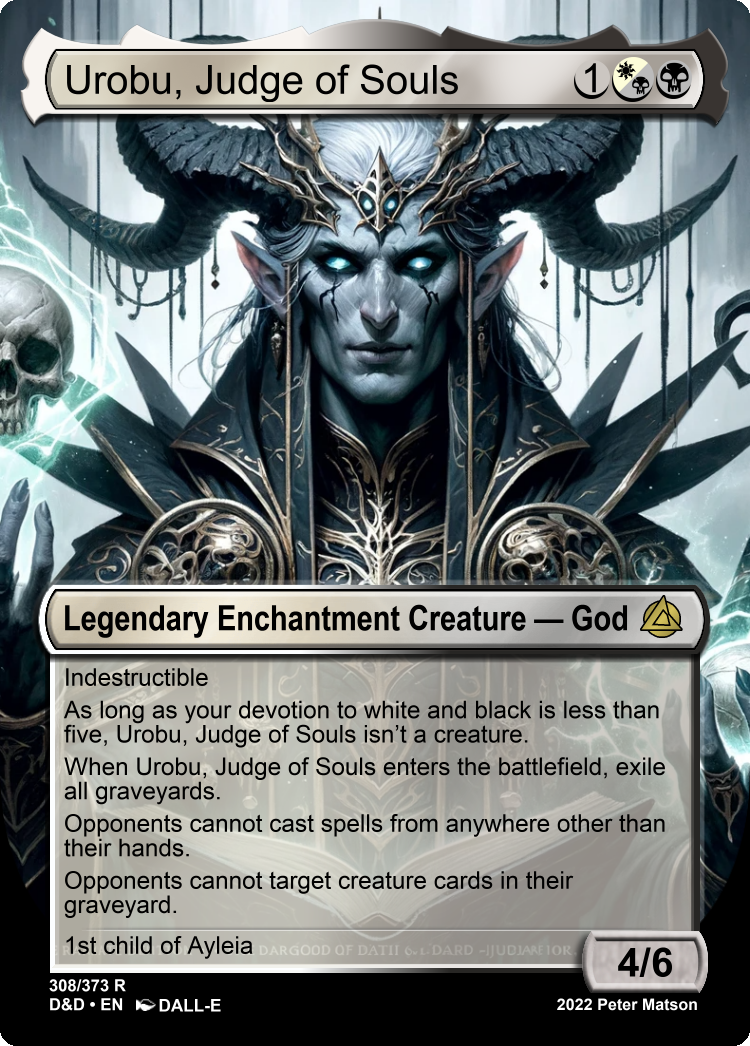 Urobu, Judge of Souls 1
Legendary Enchantment Creature — God
Indestructible
As long as your devotion to white and black is less than
five, Urobu, Judge of Souls isn't a creature.
When Urobu, Judge of Souls enters the battlefield, exile
all graveyards.
Opponents cannot cast spells from anywhere other than
their hands.
Opponents cannot target creature cards in their
graveyard.
1st child of Ayleia
4/6
308/373 R
D&D • EN DALL-E
2022 Peter Matson